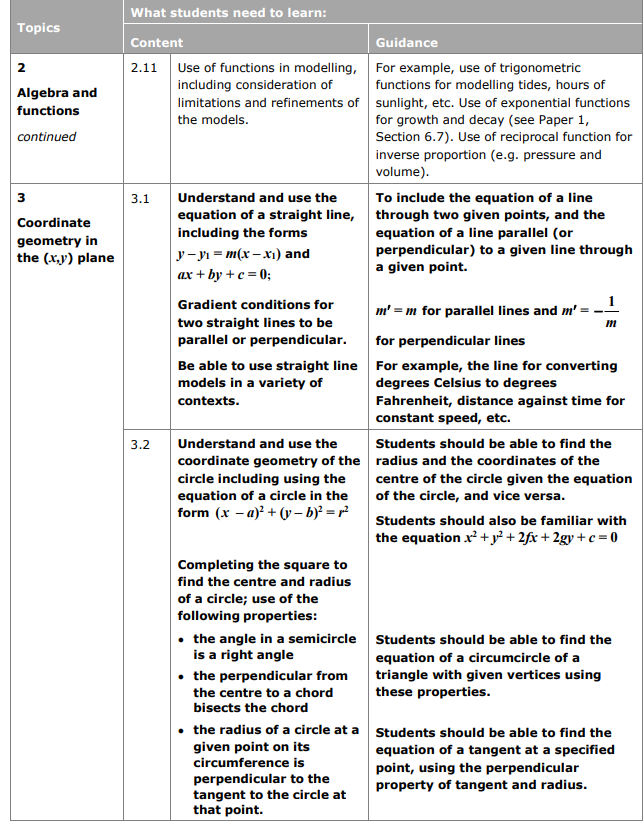 Topics
What students need to learn:
Content
Guidance
2
Algebra and
functions
continued
2.11
Use of functions in modelling,
including consideration of
limitations and refinements of
the models.
For example, use of trigonometric
functions for modelling tides, hours of
sunlight, etc. Use of exponential functions
for growth and decay (see Paper 1,
Section 6.7). Use of reciprocal function for
inverse proportion (e.g. pressure and
volume).
3
Coordinate
geometry in
the (x,y) plane
3.1
Understand and use the
equation of a straight line,
including the forms
y – y₁ = m(x – x₁) and
ax + by + c = 0;
Gradient conditions for
two straight lines to be
parallel or perpendicular.
Be able to use straight line
models in a variety of
contexts.
To include the equation of a line
through two given points, and the
equation of a line parallel (or
perpendicular) to a given line through
a given point.
m′ = m for parallel lines and m′ = –1/m
for perpendicular lines
For example, the line for converting
degrees Celsius to degrees
Fahrenheit, distance against time for
constant speed, etc.
3.2
Understand and use the
coordinate geometry of the
circle including using the
equation of a circle in the
form (x – a)² + (y – b)² = r²
Completing the square to
find the centre and radius
of a circle; use of the
following properties:
• the angle in a semicircle
is a right angle
• the perpendicular from
the centre to a chord
bisects the chord
• the radius of a circle at a
given point on its
circumference is
perpendicular to the
tangent to the circle at
that point.
Students should be able to find the
radius and the coordinates of the
centre of the circle given the equation
of the circle, and vice versa.
Students should also be familiar with
the equation x² + y² + 2fx + 2gy + c = 0
Students should be able to find the
equation of a circumcircle of a
triangle with given vertices using
these properties.
Students should be able to find the
equation of a tangent at a specified
point, using the perpendicular
property of tangent and radius.